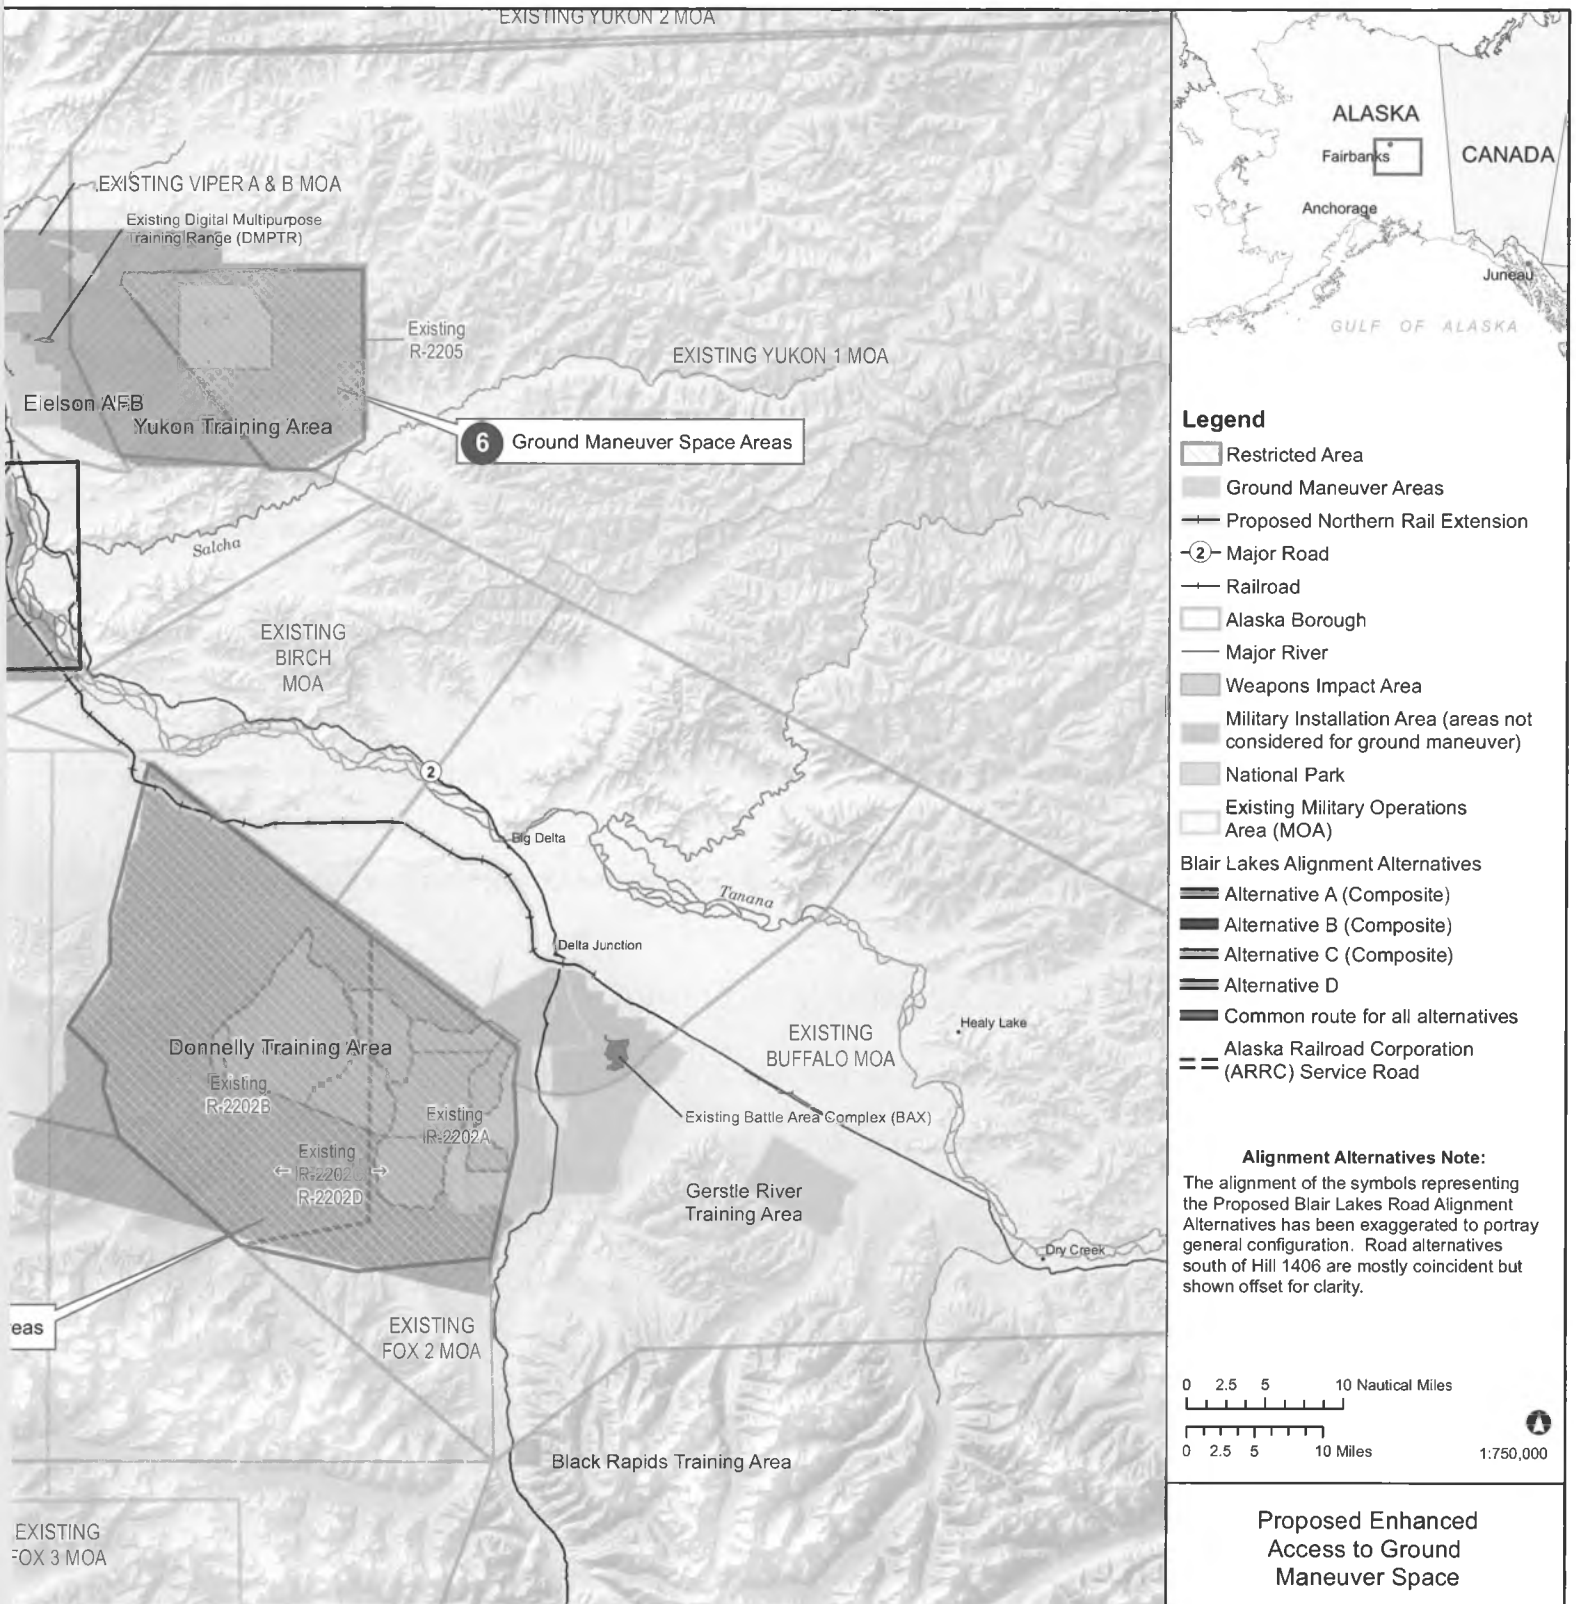 EXISTING YUKON 2 MOA
EXISTING VIPER A & B MOA
Existing Digital Multipurpose
Training Range (DMPTR)
Existing
R-2205
EXISTING YUKON 1 MOA
Eielson AFB
Yukon Training Area
6 Ground Maneuver Space Areas
Salcha
EXISTING
BIRCH
MOA
2
Big Delta
Tanana
Delta Junction
Healy Lake
EXISTING
BUFFALO MOA
Donnelly Training Area
Existing
R-2202B
Existing
R-2202A
Existing
R-2202C
R-2202D
Existing Battle Area Complex (BAX)
Gerstle River
Training Area
Dry Creek
eas
EXISTING
FOX 2 MOA
Black Rapids Training Area
EXISTING
FOX 3 MOA
ALASKA
Fairbanks
CANADA
Anchorage
Juneau
GULF OF ALASKA
Legend
Restricted Area
Ground Maneuver Areas
Proposed Northern Rail Extension
2 Major Road
Railroad
Alaska Borough
Major River
Weapons Impact Area
Military Installation Area (areas not
considered for ground maneuver)
National Park
Existing Military Operations
Area (MOA)
Blair Lakes Alignment Alternatives
Alternative A (Composite)
Alternative B (Composite)
Alternative C (Composite)
Alternative D
Common route for all alternatives
Alaska Railroad Corporation
(ARRC) Service Road
Alignment Alternatives Note:
The alignment of the symbols representing
the Proposed Blair Lakes Road Alignment
Alternatives has been exaggerated to portray
general configuration. Road alternatives
south of Hill 1406 are mostly coincident but
shown offset for clarity.
0 2.5 5 10 Nautical Miles
0 2.5 5 10 Miles
1:750,000
Proposed Enhanced
Access to Ground
Maneuver Space